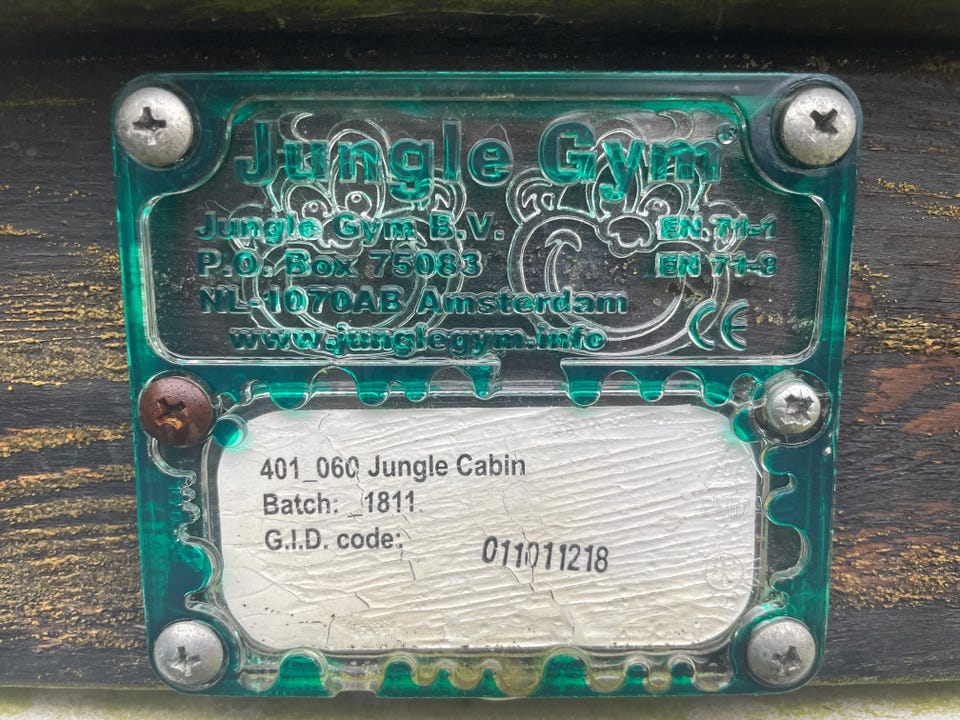 Jungle Gym®
Jungle Gym B.V.
P.O. Box 75083
NL-1070AB Amsterdam
www.junglegym.info
EN 71-1
EN 71-8
CE
401_060 Jungle Cabin
Batch: 1811
G.I.D. code: 011011218